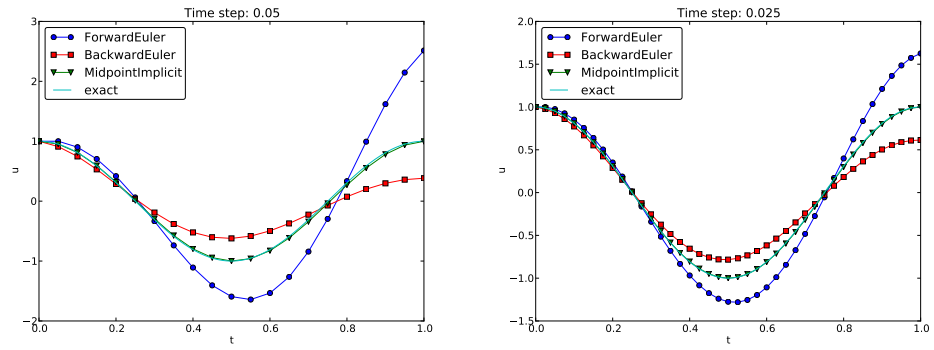 Time step: 0.05
3
2
1
0
−1
−2
0.0
0.2
0.4
0.6
0.8
1.0
t
u
ForwardEuler
BackwardEuler
MidpointImplicit
exact
Time step: 0.025
2.0
1.5
1.0
0.5
0.0
−0.5
−1.0
−1.5
0.0
0.2
0.4
0.6
0.8
1.0
t
u
ForwardEuler
BackwardEuler
MidpointImplicit
exact